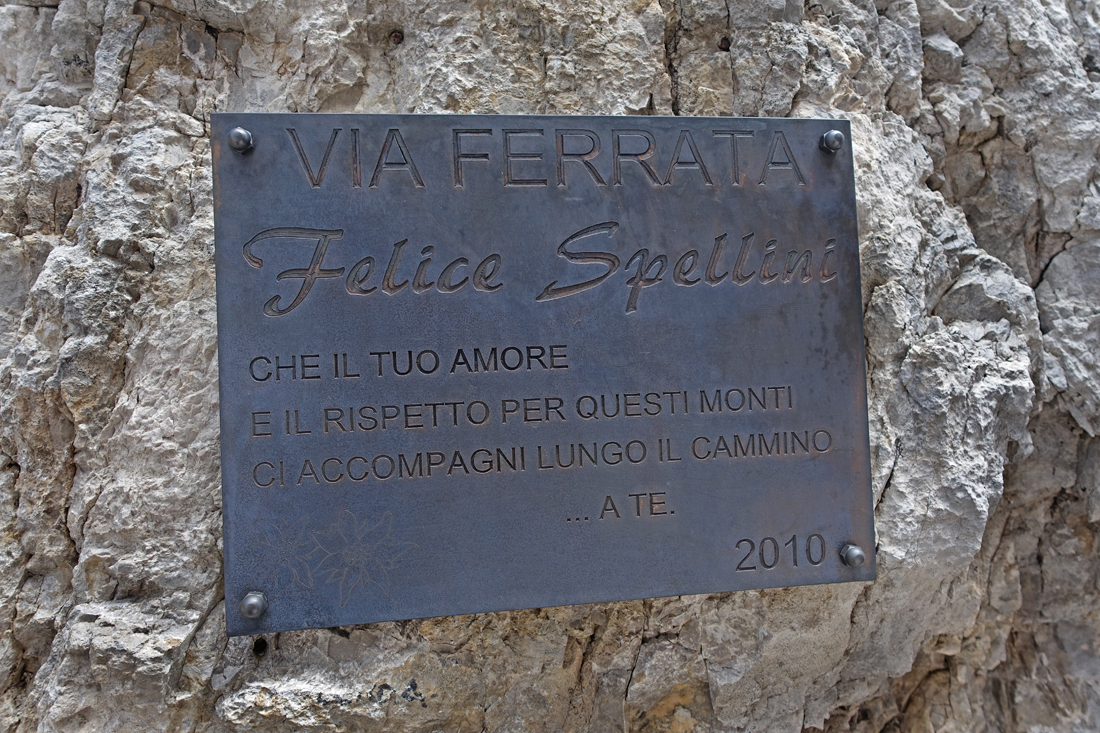 VIA FERRATA
Felice Spellini
CHE IL TUO AMORE
E IL RISPETTO PER QUESTI MONTI
CI ACCOMPAGNI LUNGO IL CAMMINO
... A TE.
2010